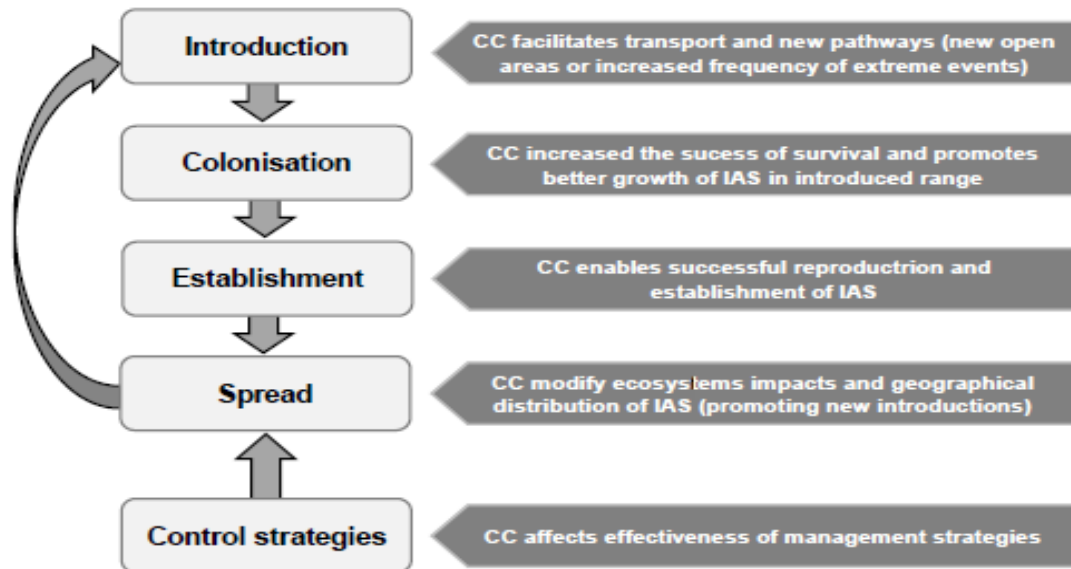 Introduction
CC facilitates transport and new pathways (new open
areas or increased frequency of extreme events)
Colonisation
CC increased the sucess of survival and promotes
better growth of IAS in introduced range
Establishment
CC enables successful reproductrion and
establishment of IAS
Spread
CC modify ecosystems impacts and geographical
distribution of IAS (promoting new introductions)
Control strategies
CC affects effectiveness of management strategies